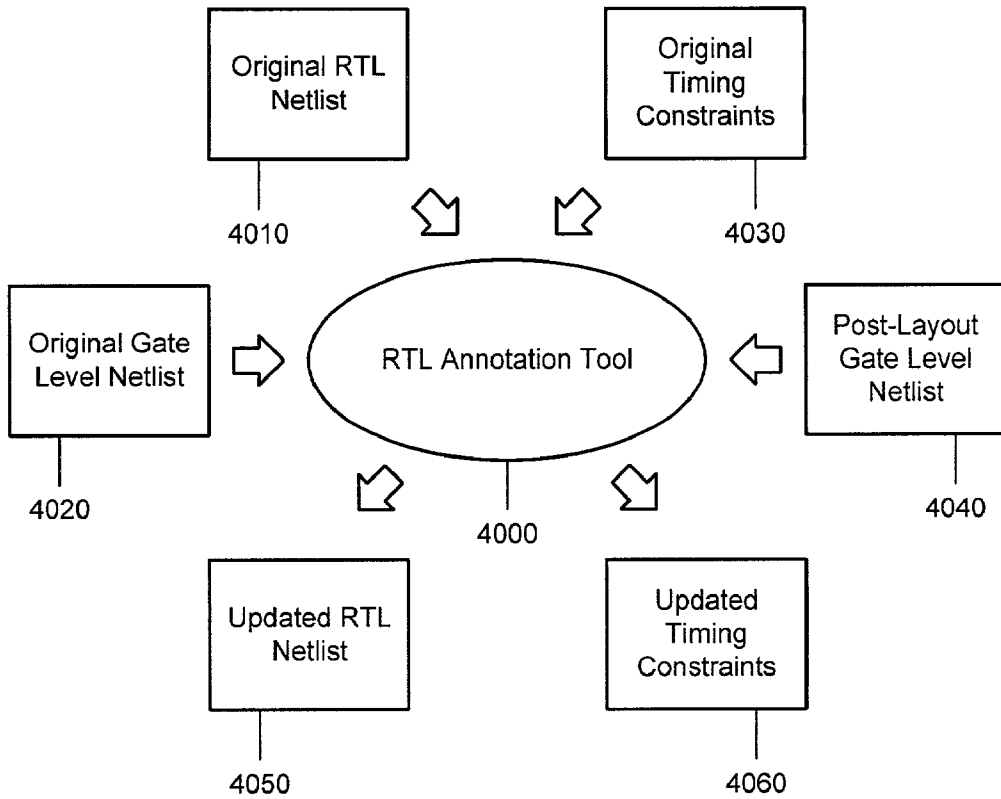 Original RTL
Netlist
4010
Original
Timing
Constraints
4030
Original Gate
Level Netlist
4020
RTL Annotation Tool
4000
Post-Layout
Gate Level
Netlist
4040
Updated RTL
Netlist
4050
Updated
Timing
Constraints
4060